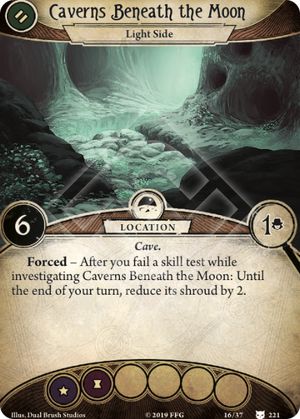 Caverns Beneath the Moon
Light Side
6
1
LOCATION
Cave.
Forced – After you fail a skill test while
investigating Caverns Beneath the Moon: Until
the end of your turn, reduce its shroud by 2.
Illus. Dual Brush Studios
© 2019 FFG
16/37
221